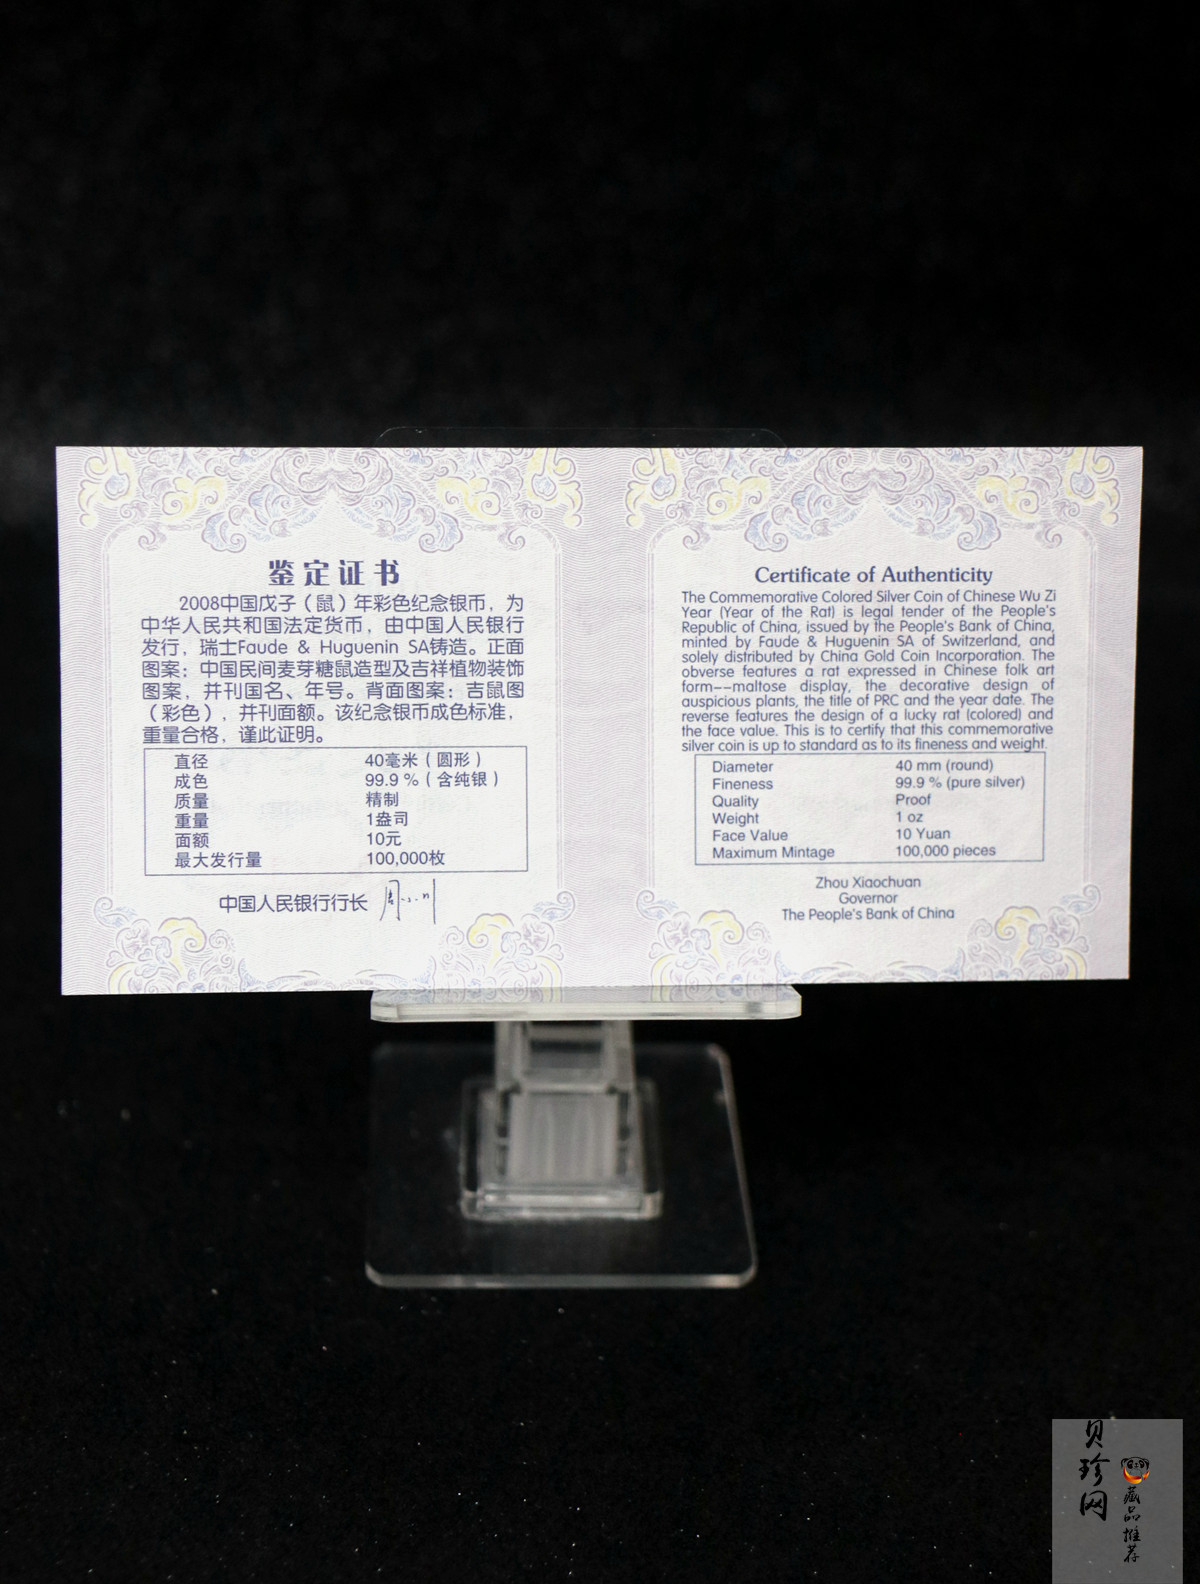 鉴定证书
2008中国戊子（鼠）年彩色纪念银币，为
中华人民共和国法定货币，由中国人民银行
发行，瑞士Faude & Huguenin SA铸造。正面
图案：中国民间麦芽糖鼠造型及吉祥植物装饰
图案，并刊国名、年号。背面图案：吉鼠图
（彩色），并刊面额。该纪念银币成色标准，
重量合格，谨此证明。
直径 40毫米（圆形）
成色 99.9 %（含纯银）
质量 精制
重量 1盎司
面额 10元
最大发行量 100,000枚
中国人民银行行长
Certificate of Authenticity
The Commemorative Colored Silver Coin of Chinese Wu Zi
Year (Year of the Rat) is legal tender of the People's
Republic of China, issued by the People's Bank of China,
minted by Faude & Huguenin SA of Switzerland, and
solely distributed by China Gold Coin Incorporation. The
obverse features a rat expressed in Chinese folk art
form--maltose display, the decorative design of
auspicious plants, the title of PRC and the year date. The
reverse features the design of a lucky rat (colored) and
the face value. This is to certify that this commemorative
silver coin is up to standard as to its fineness and weight.
Diameter 40 mm (round)
Fineness 99.9 % (pure silver)
Quality Proof
Weight 1 oz
Face Value 10 Yuan
Maximum Mintage 100,000 pieces
Zhou Xiaochuan
Governor
The People's Bank of China
贝珍网
藏品推荐